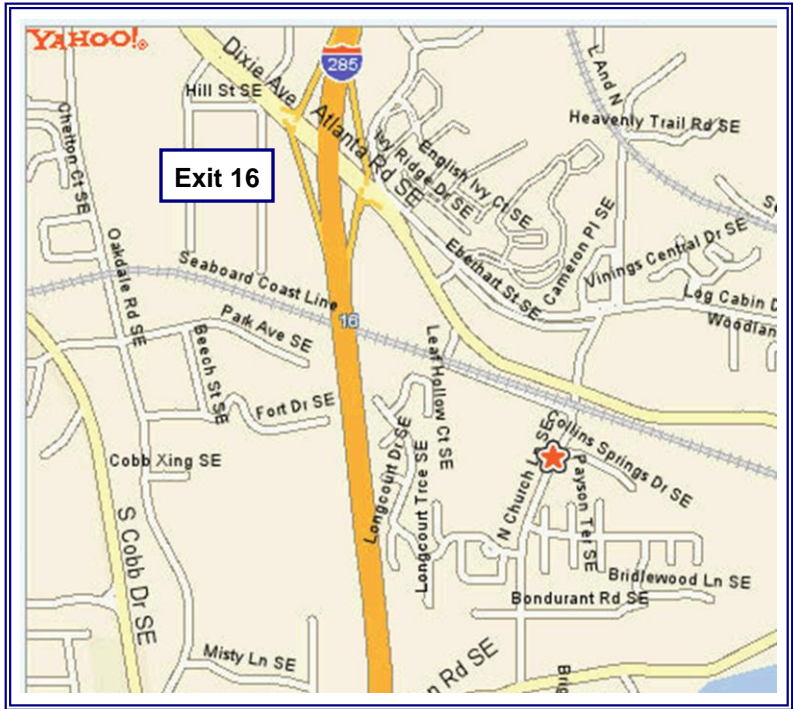 YAHOO!®
285
L And N
Dixie Ave
Hill St SE
Atlanta Rd SE
Chelton Ct SE
Heavenly Trail Rd SE
Ivy Ridge Dr SE
English Ivy Ct SE
Exit 16
Cameron Pl SE
Vinings Central Dr SE
Oakdale Rd SE
Eberhart St SE
Seaboard Coast Line
16
Log Cabin D
Woodlan
Park Ave SE
Beech St SE
Leaf Hollow Ct SE
Fort Dr SE
Collins Springs Dr SE
Cobb Xing SE
Longcourt Dr SE
Longcourt Trce SE
N Church L SE
Payson Ter SE
S Cobb Dr SE
Bridlewood Ln SE
Bondurant Rd SE
Misty Ln SE
n Rd SE
Brig